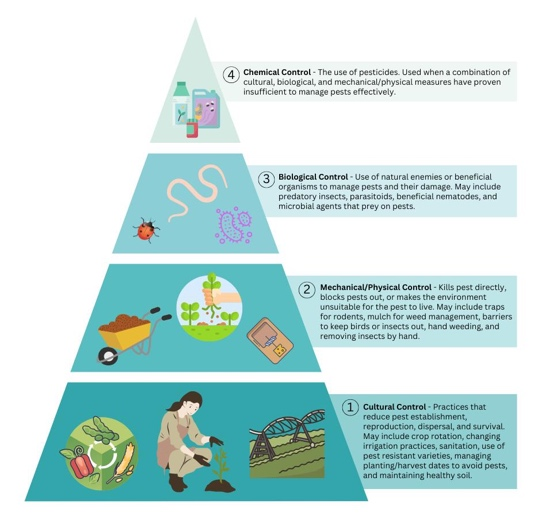 4
Chemical Control - The use of pesticides. Used when a combination of
cultural, biological, and mechanical/physical measures have proven
insufficient to manage pests effectively.
3
Biological Control - Use of natural enemies or beneficial
organisms to manage pests and their damage. May include
predatory insects, parasitoids, beneficial nematodes, and
microbial agents that prey on pests.
2
Mechanical/Physical Control - Kills pest directly,
blocks pests out, or makes the environment
unsuitable for the pest to live. May include traps
for rodents, mulch for weed management, barriers
to keep birds or insects out, hand weeding, and
removing insects by hand.
1
Cultural Control - Practices that
reduce pest establishment,
reproduction, dispersal, and survival.
May include crop rotation, changing
irrigation practices, sanitation, use of
pest resistant varieties, managing
planting/harvest dates to avoid pests,
and maintaining healthy soil.